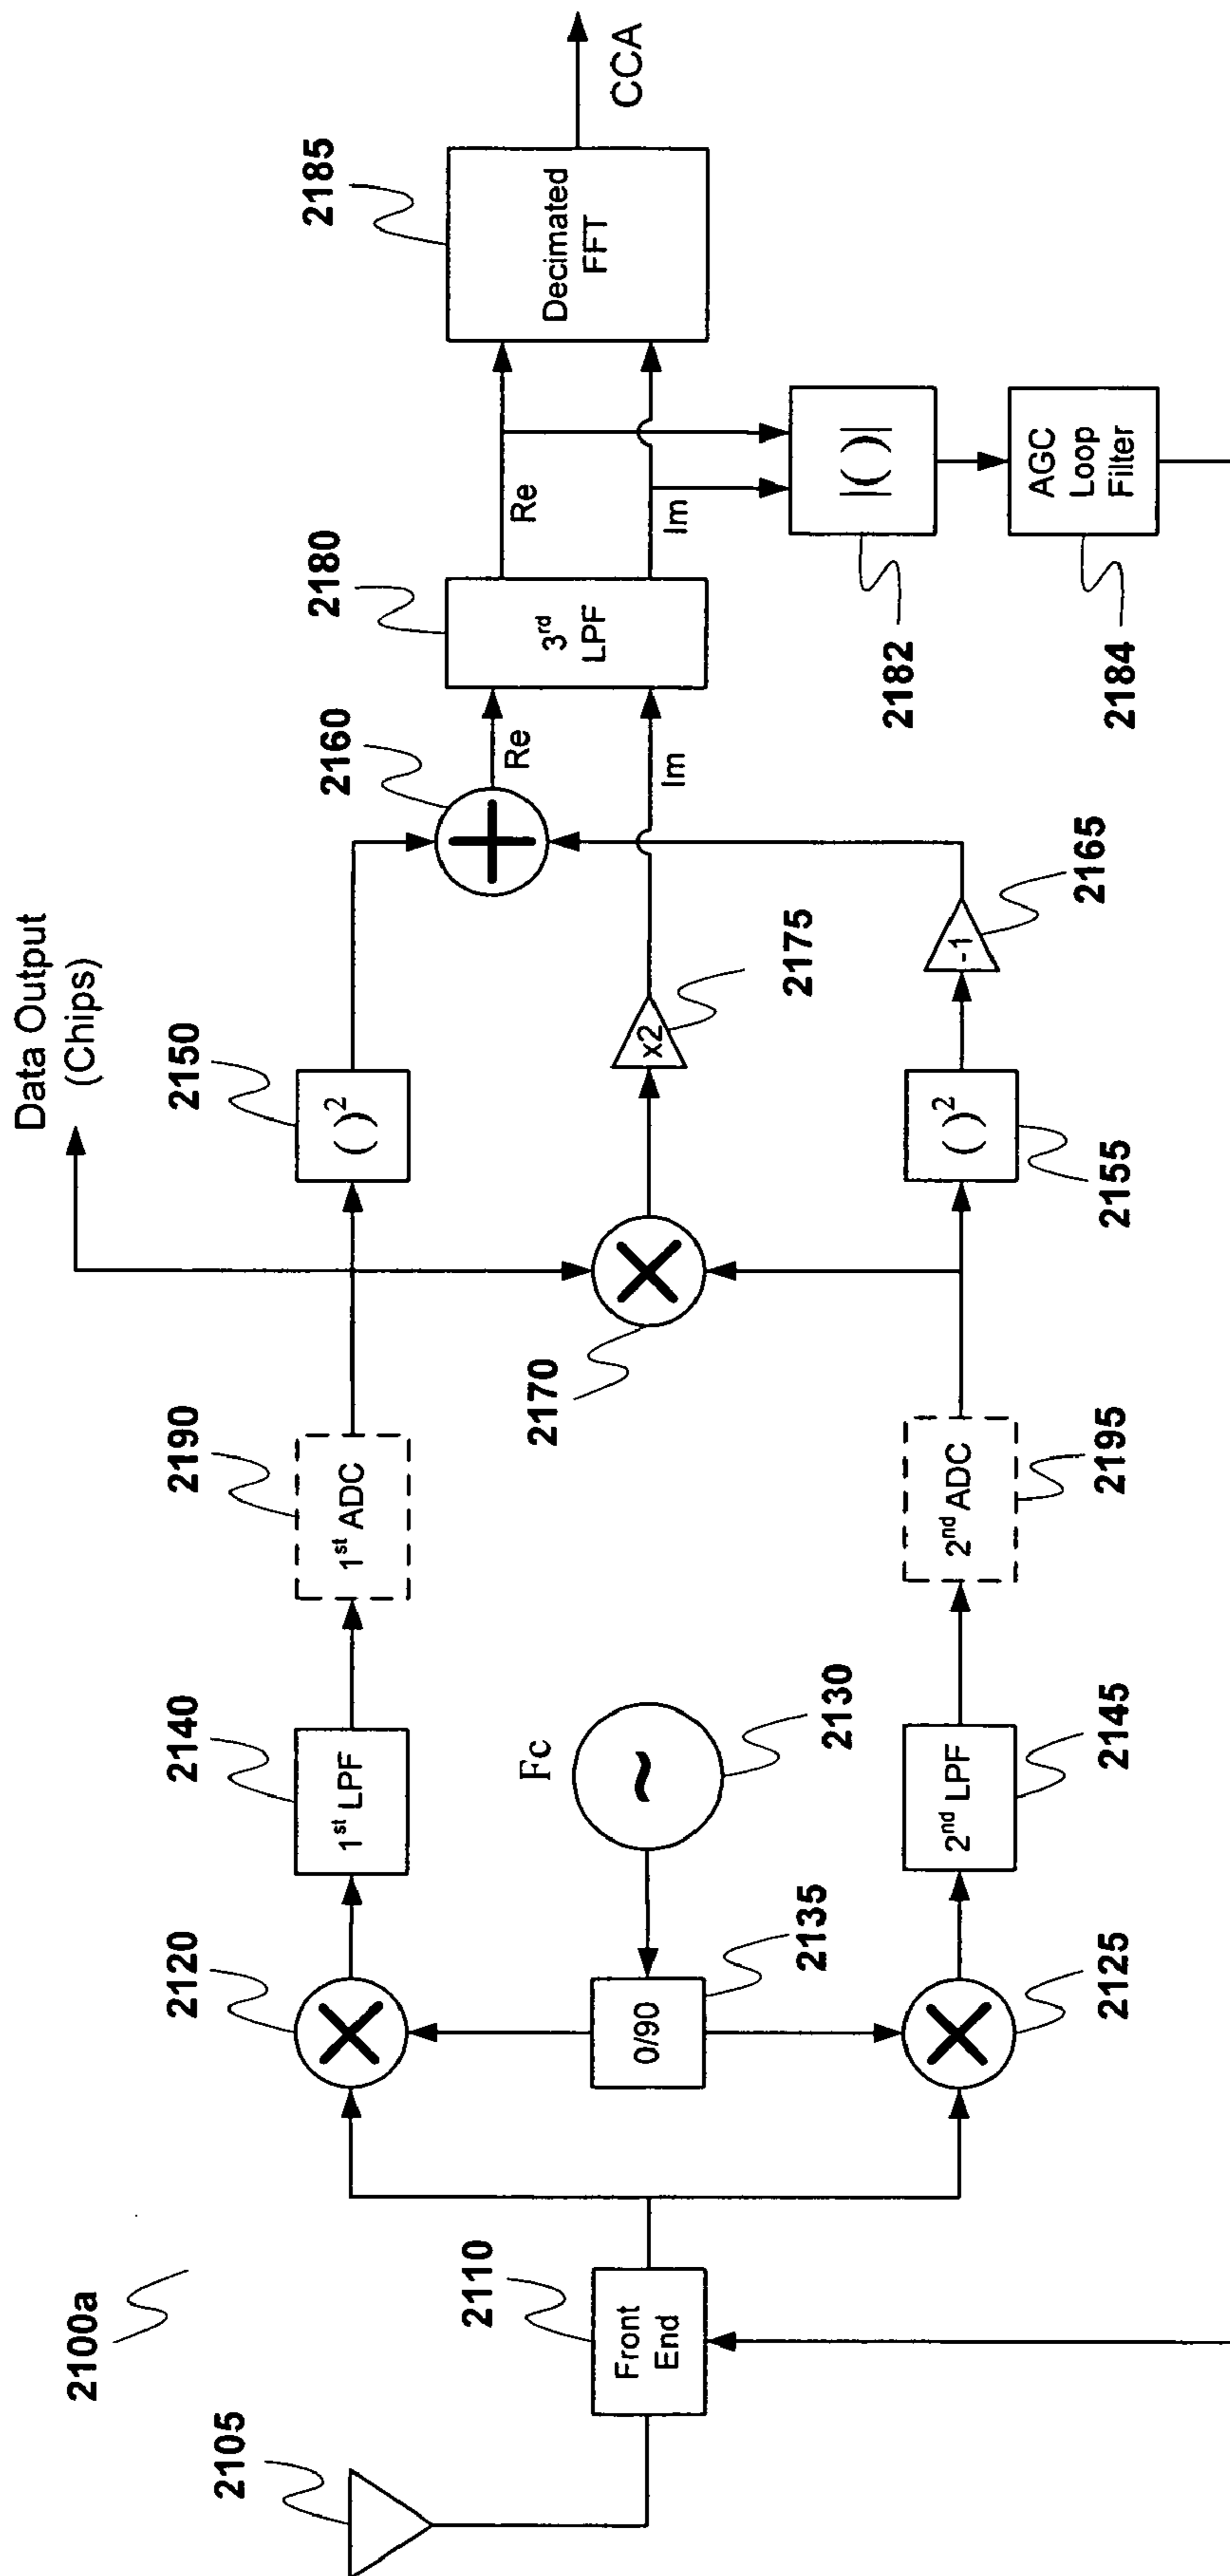 2100a
2105
2110
Front
End
2120
2125
0/90
2135
Fc
~
2130
2140
1st LPF
2nd LPF
2145
2190
1st ADC
2nd ADC
2195
Data Output
(Chips)
2170
2150
( )²
( )²
2155
x2
2175
-1
2165
2160
Re
Im
2180
3rd
LPF
Re
Im
2182
|( )|
2184
AGC
Loop
Filter
2185
Decimated
FFT
CCA